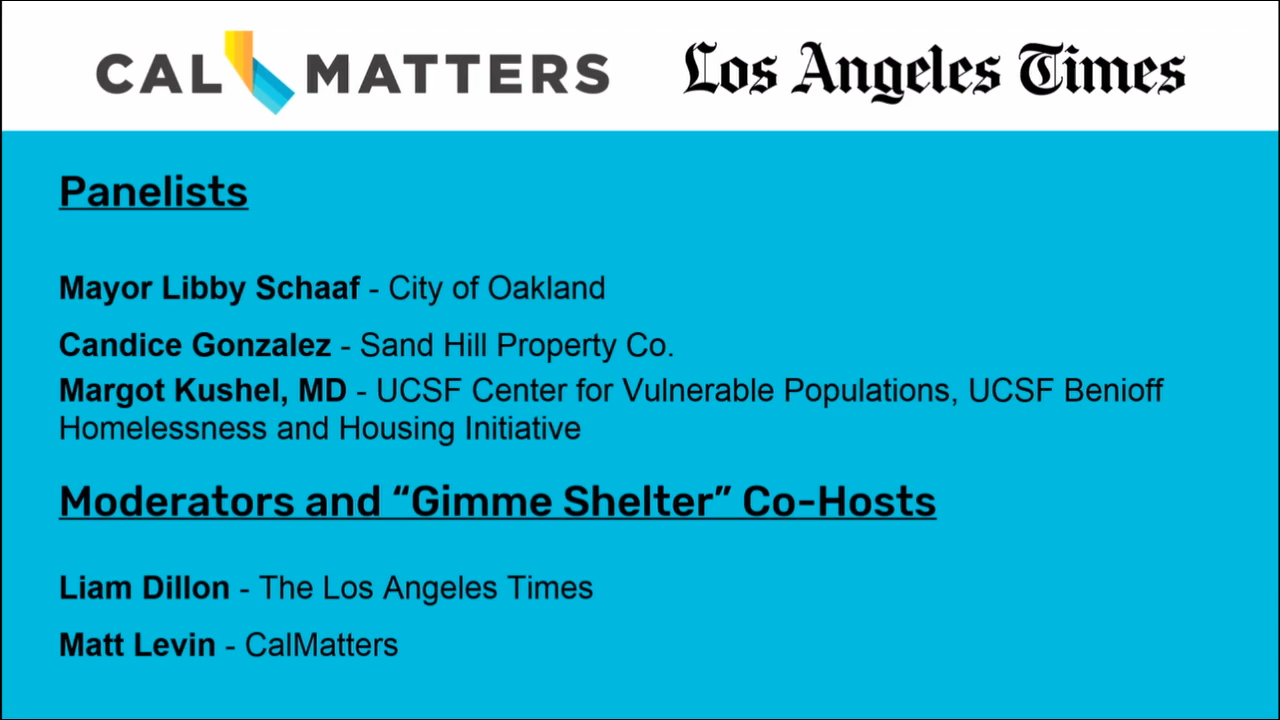 CAL MATTERS Los Angeles Times
Panelists
Mayor Libby Schaaf - City of Oakland
Candice Gonzalez - Sand Hill Property Co.
Margot Kushel, MD - UCSF Center for Vulnerable Populations, UCSF Benioff
Homelessness and Housing Initiative
Moderators and “Gimme Shelter” Co-Hosts
Liam Dillon - The Los Angeles Times
Matt Levin - CalMatters